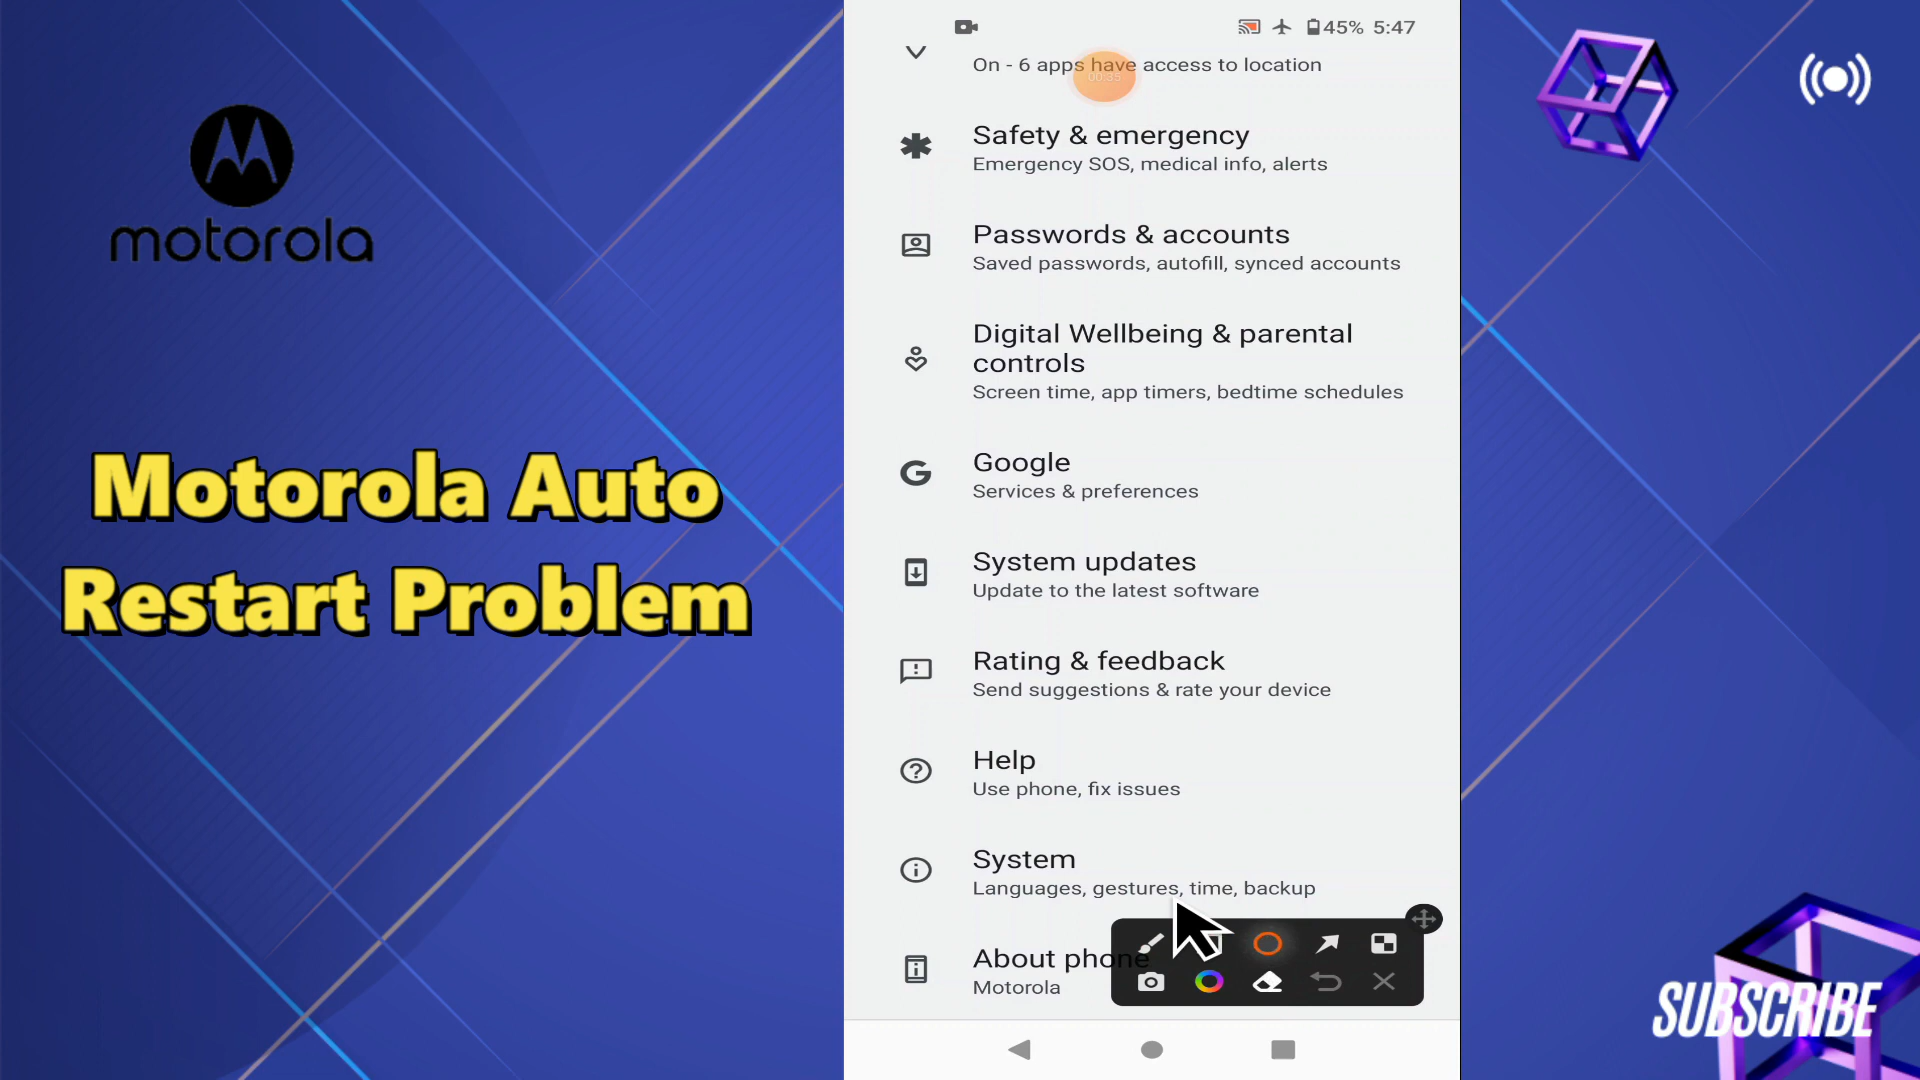 motorola
Motorola Auto
Restart Problem
45% 5:47
On - 6 apps have access to location
00:35
Safety & emergency
Emergency SOS, medical info, alerts
Passwords & accounts
Saved passwords, autofill, synced accounts
Digital Wellbeing & parental
controls
Screen time, app timers, bedtime schedules
Google
Services & preferences
System updates
Update to the latest software
Rating & feedback
Send suggestions & rate your device
Help
Use phone, fix issues
System
Languages, gestures, time, backup
About phone
Motorola
SUBSCRIBE